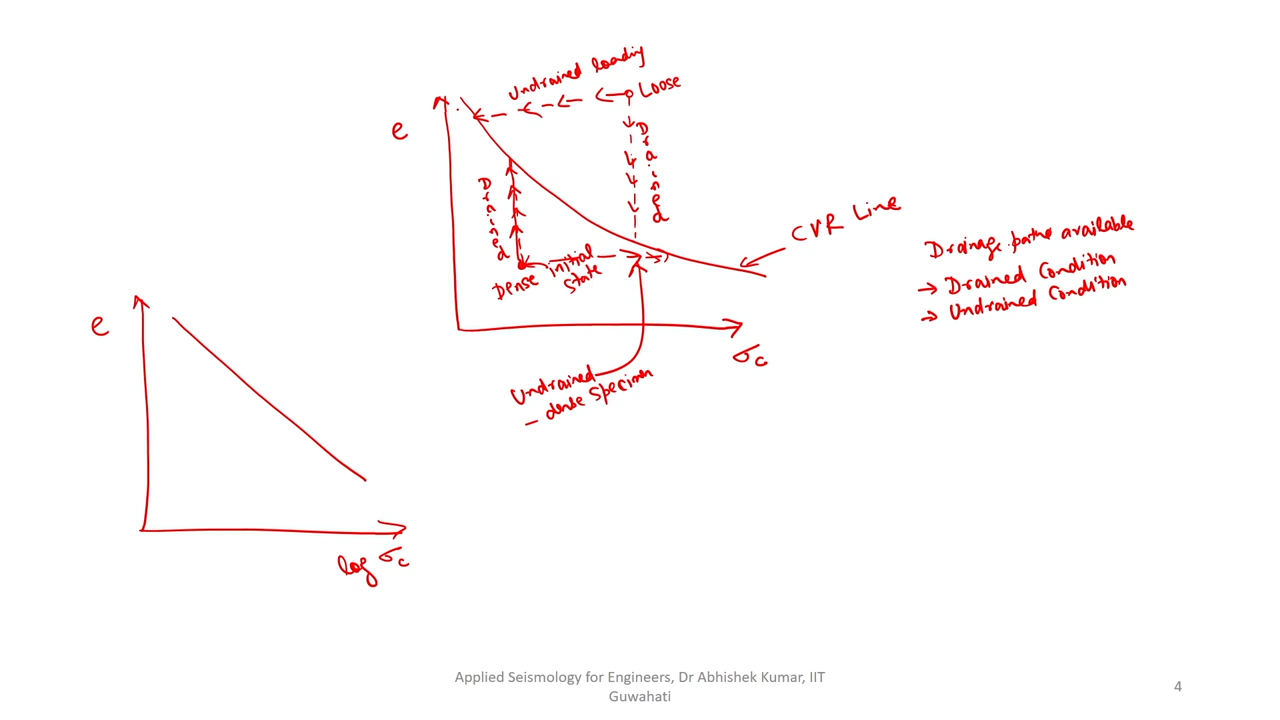 Undrained loading
Loose
e
Drained
Drained
CVR Line
Dense
initial
state
Drainage paths available
→ Drained Condition
→ Undrained Condition
σc
Undrained
- dense specimen
e
log σc
Applied Seismology for Engineers, Dr Abhishek Kumar, IIT
Guwahati
4